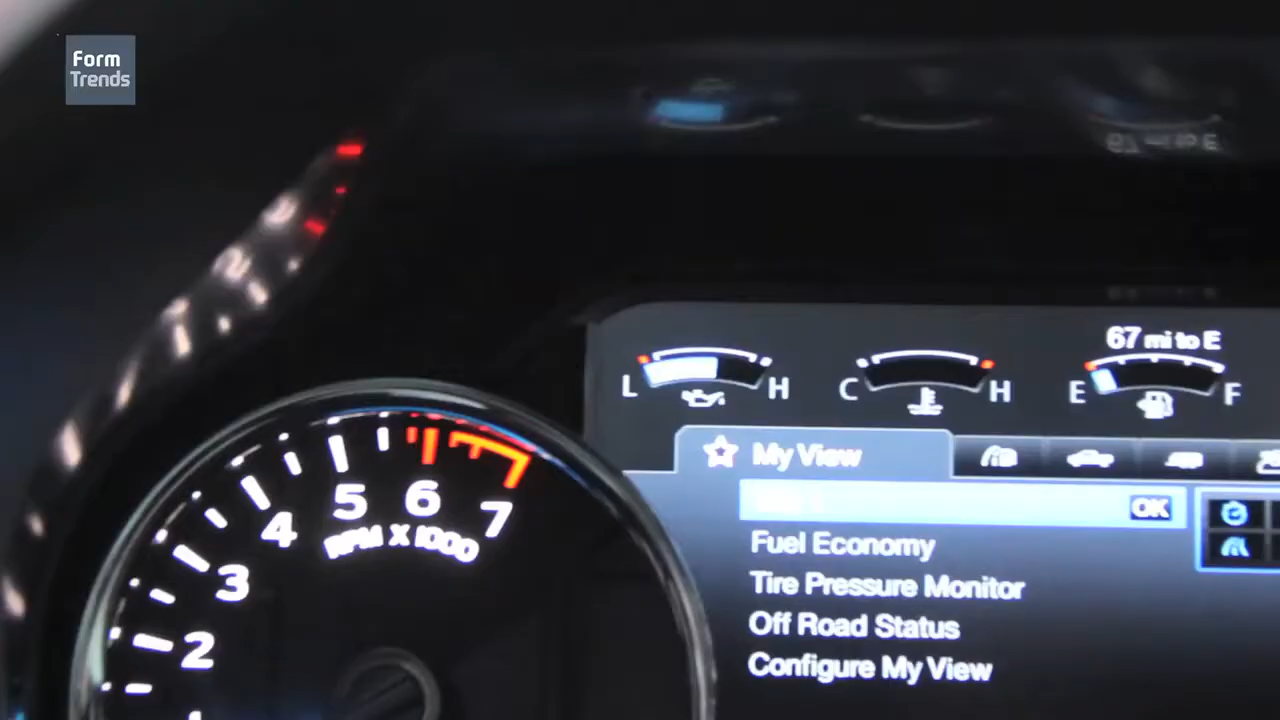 Form
Trends
67 mi to E
L H C H E F
My View
OK
Fuel Economy
Tire Pressure Monitor
Off Road Status
Configure My View
5 6 7
4
RPM X 1000
3
2
1